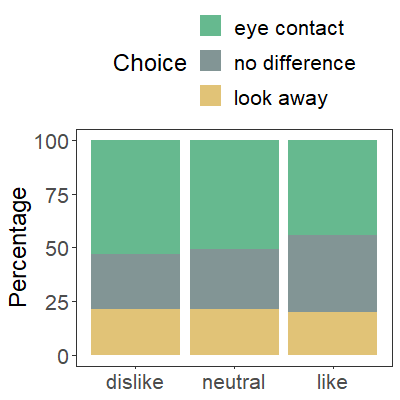 Choice
eye contact
no difference
look away
Percentage
100
75
50
25
0
dislike
neutral
like